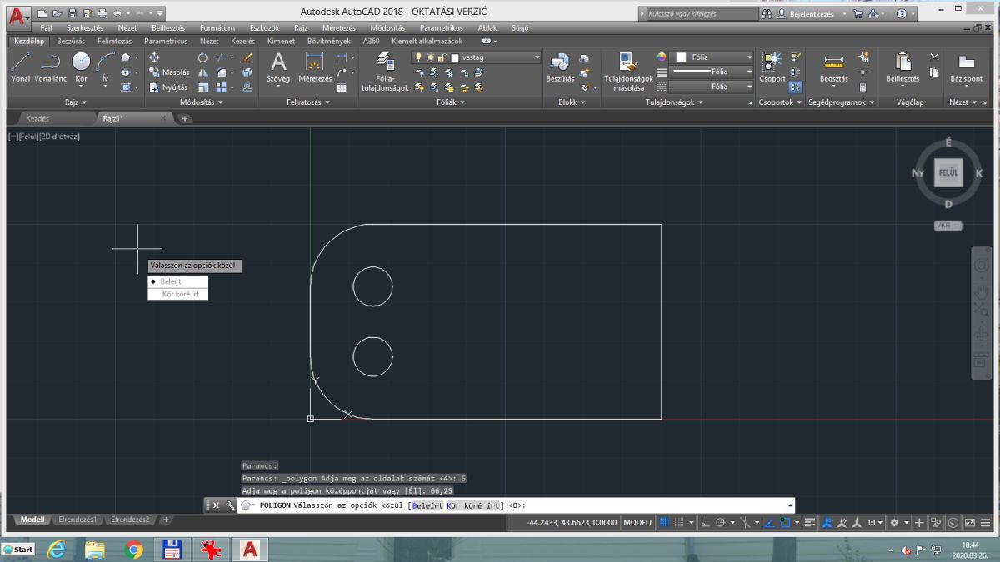 Autodesk AutoCAD 2018 - OKTATÁSI VERZIÓ
Kulcsszó vagy kifejezés
Bejelentkezés
Fájl Szerkesztés Nézet Beillesztés Formátum Eszközök Rajz Méretezés Módosítás Parametrikus Ablak Súgó
Kezdőlap Beszúrás Feliratozás Parametrikus Nézet Kezelés Kimenet Bővítmények A360 Kiemelt alkalmazások
Vonal Vonallánc Kör Ív
Másolás
Nyújtás
Szöveg Méretezés
Fólia-
tulajdonságok
vastag
Beszúrás
Tulajdonságok
másolása
Fólia
Fólia
Fólia
Csoport
Beosztás
Beillesztés
Bázispont
Rajz Módosítás Feliratozás Fóliák Blokk Tulajdonságok Csoportok Segédprogramok Vágólap Nézet
Kezdés Rajz1*
[−][Felül][2D drótváz]
É
Ny FELÜL K
D
VKR
Válasszon az opciók közül
Beleírt
Kör köré írt
Y
X
Parancs:
Parancs: _polygon Adja meg az oldalak számát <4>: 6
Adja meg a poligon középpontját vagy [Él]: 66,25
POLIGON Válasszon az opciók közül [Beleírt Kör köré írt] <B>:
Modell Elrendezés1 Elrendezés2 +
-44.2433, 43.6623, 0.0000 MODELL 1:1
Start
10:44
2020.03.26.